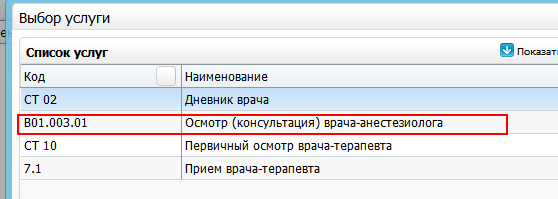 Выбор услуги
Список услуг
Показать
Код Наименование
СТ 02 Дневник врача
B01.003.01 Осмотр (консультация) врача-анестезиолога
СТ 10 Первичный осмотр врача-терапевта
7.1 Прием врача-терапевта